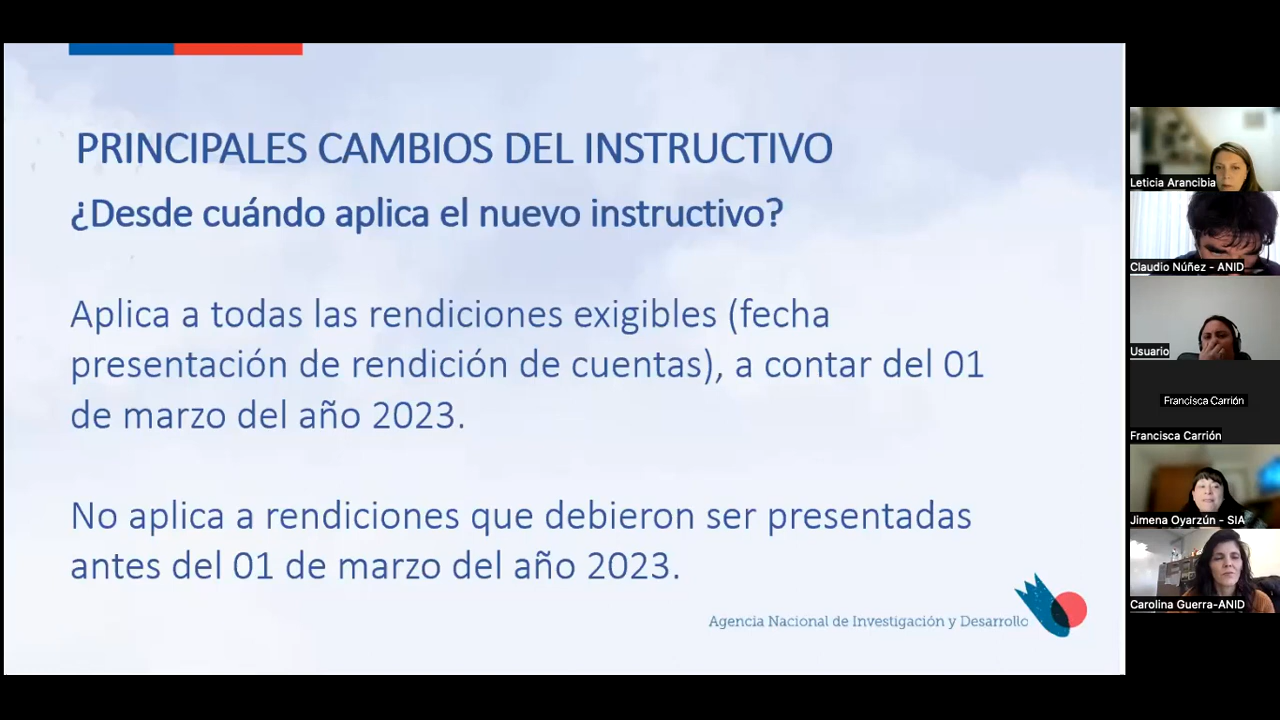 PRINCIPALES CAMBIOS DEL INSTRUCTIVO
¿Desde cuándo aplica el nuevo instructivo?
Aplica a todas las rendiciones exigibles (fecha
presentación de rendición de cuentas), a contar del 01
de marzo del año 2023.
No aplica a rendiciones que debieron ser presentadas
antes del 01 de marzo del año 2023.
Agencia Nacional de Investigación y Desarrollo
Leticia Arancibia
Claudio Núñez - ANID
Usuario
Francisca Carrión
Francisca Carrión
Jimena Oyarzún - SIA
Carolina Guerra-ANID